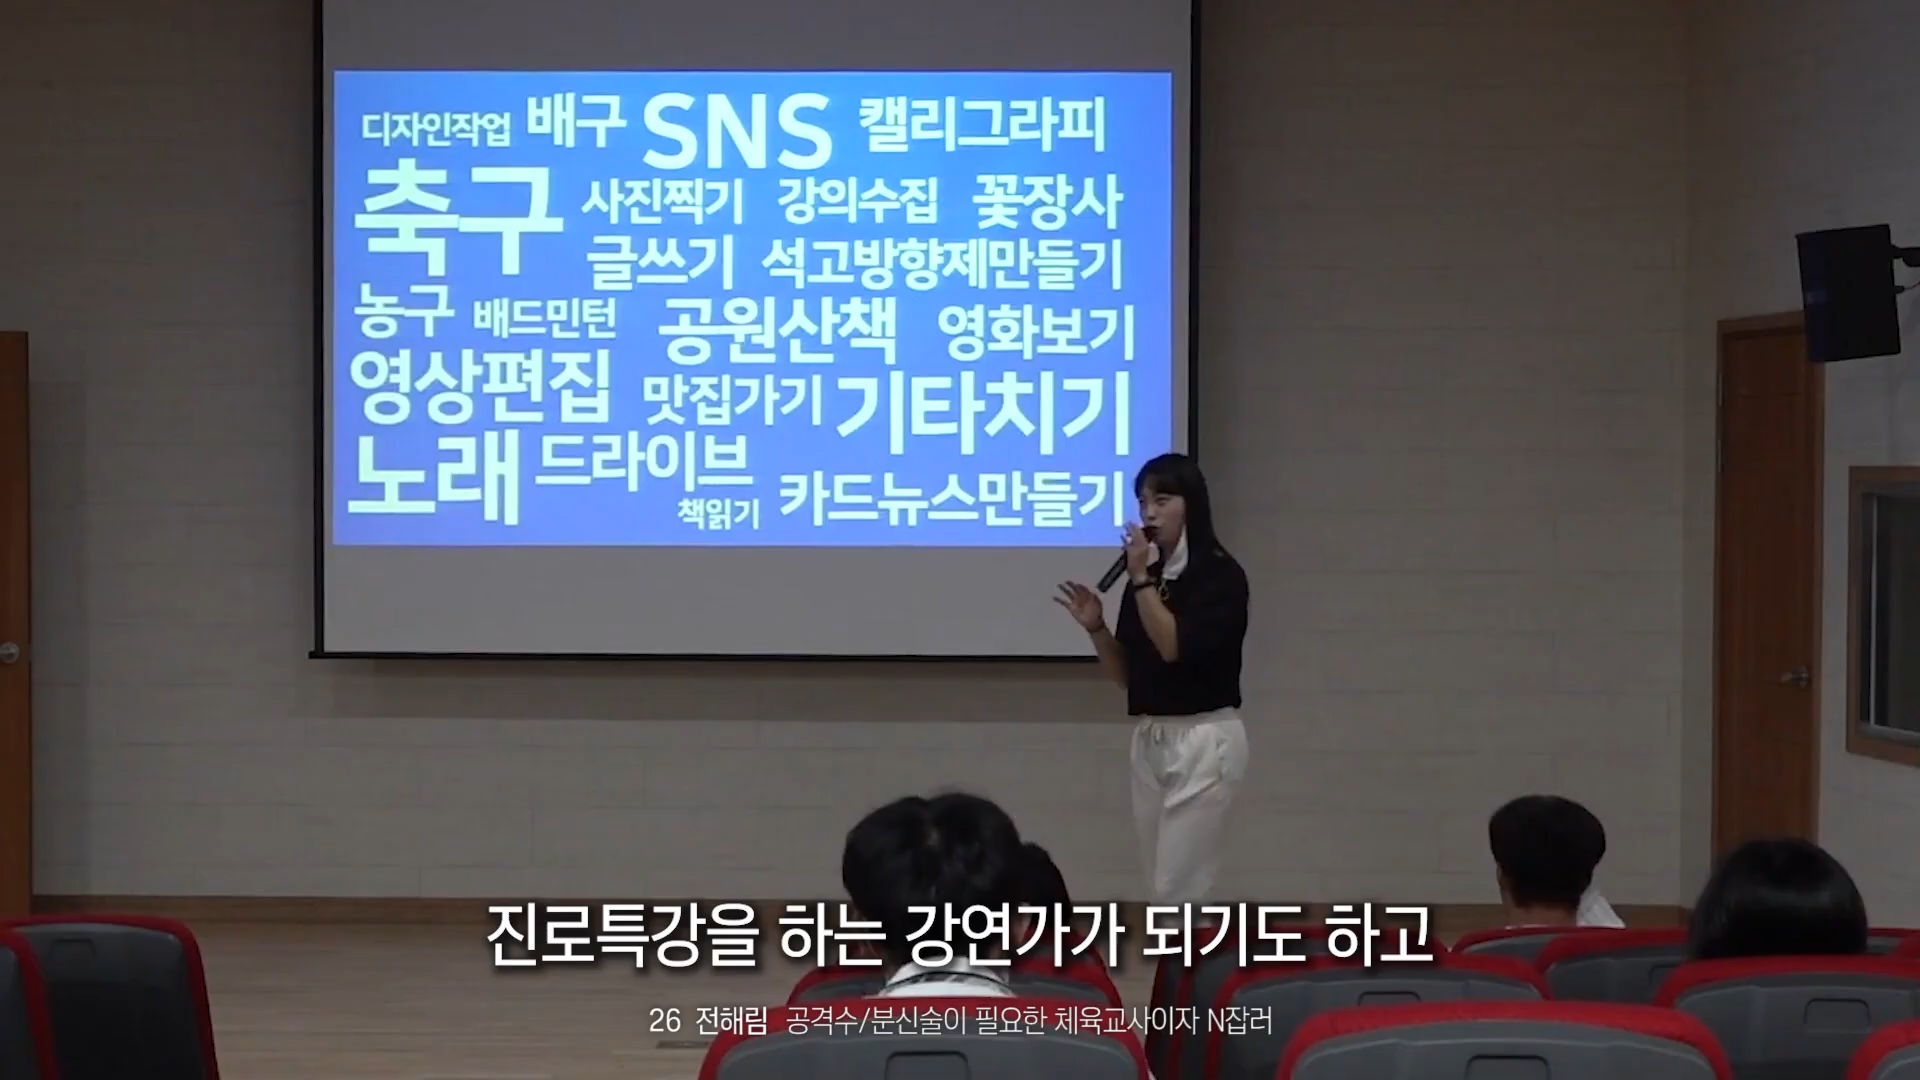 디자인작업 배구 SNS 캘리그라피
축구 사진찍기 강의수집 꽃장사
글쓰기 석고방향제만들기
농구 배드민턴 공원산책 영화보기
영상편집 맛집가기 기타치기
노래 드라이브
책읽기 카드뉴스만들기
진로특강을 하는 강연가가 되기도 하고
26 전해림 공격수/분신술이 필요한 체육교사이자 N잡러